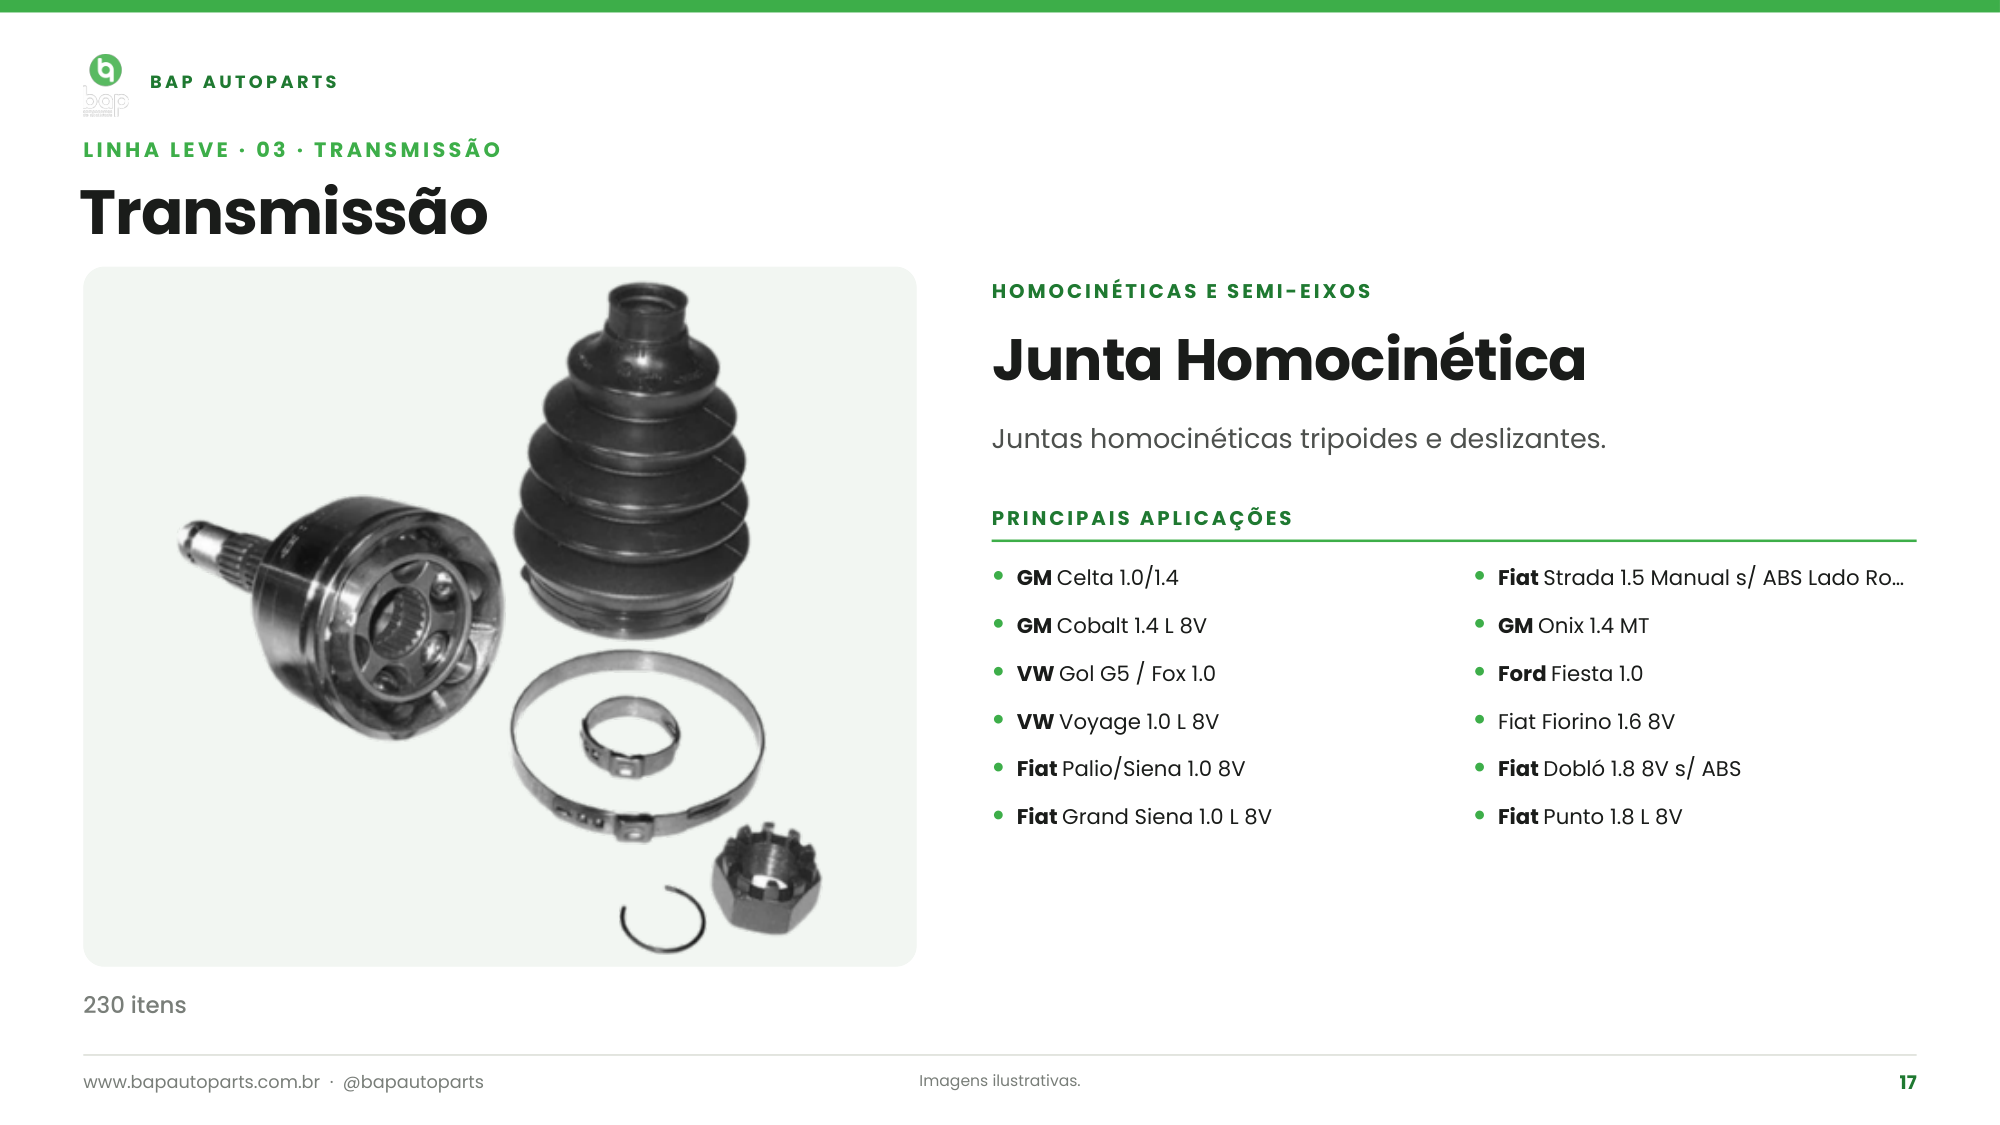 bap
BAP AUTOPARTS
LINHA LEVE · 03 · TRANSMISSÃO
Transmissão
HOMOCINÉTICAS E SEMI-EIXOS
Junta Homocinética
Juntas homocinéticas tripoides e deslizantes.
PRINCIPAIS APLICAÇÕES
• GM Celta 1.0/1.4
• GM Cobalt 1.4 L 8V
• VW Gol G5 / Fox 1.0
• VW Voyage 1.0 L 8V
• Fiat Palio/Siena 1.0 8V
• Fiat Grand Siena 1.0 L 8V
• Fiat Strada 1.5 Manual s/ ABS Lado Ro...
• GM Onix 1.4 MT
• Ford Fiesta 1.0
• Fiat Fiorino 1.6 8V
• Fiat Dobló 1.8 8V s/ ABS
• Fiat Punto 1.8 L 8V
230 itens
www.bapautoparts.com.br · @bapautoparts
Imagens ilustrativas.
17